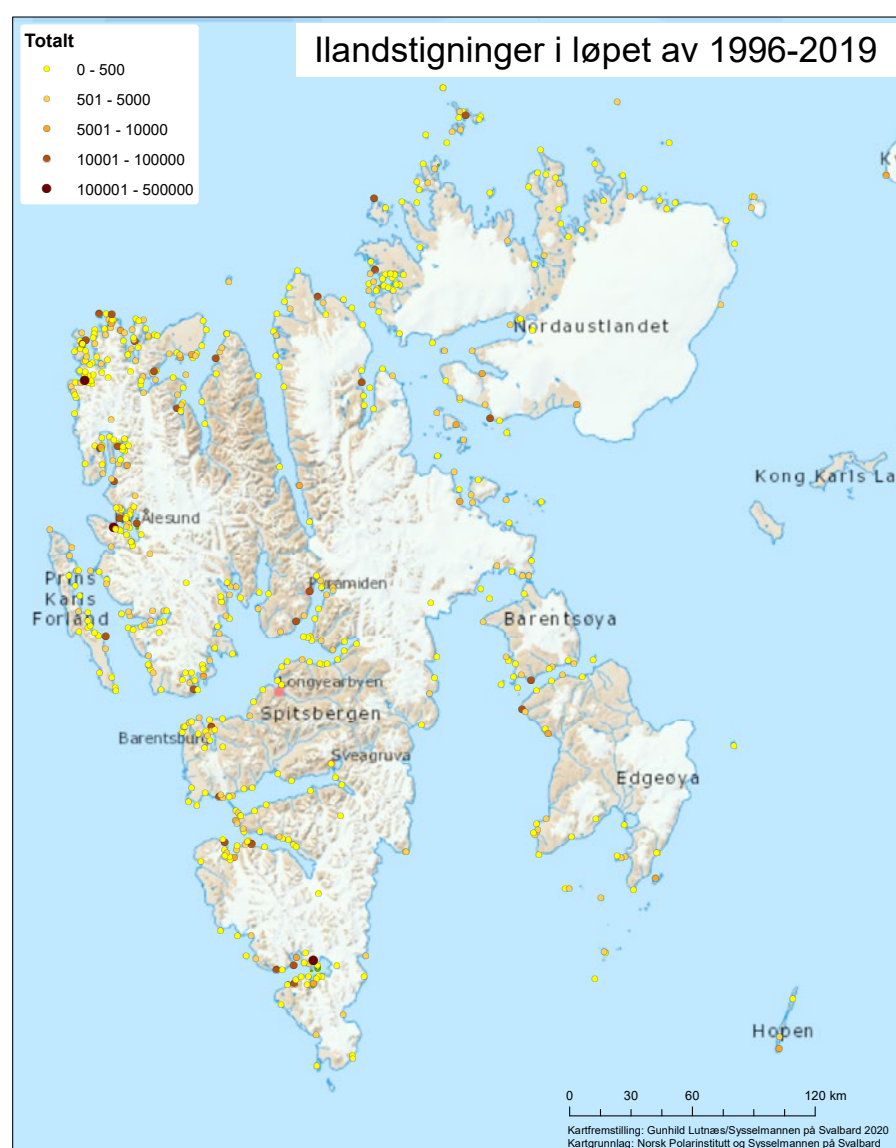 Ilandstigninger i løpet av 1996-2019
Totalt
0 - 500
501 - 5000
5001 - 10000
10001 - 100000
100001 - 500000
Nordaustlandet
Kong Karls La
Ålesund
Prins
Karls
Forland
Pyramiden
Barentsøya
Longyearbyen
Spitsbergen
Barentsburg
Sveagruva
Edgeøya
Hopen
0 30 60 120 km
Kartfremstilling: Gunhild Lutnæs/Sysselmannen på Svalbard 2020
Kartgrunnlag: Norsk Polarinstitutt og Sysselmannen på Svalbard